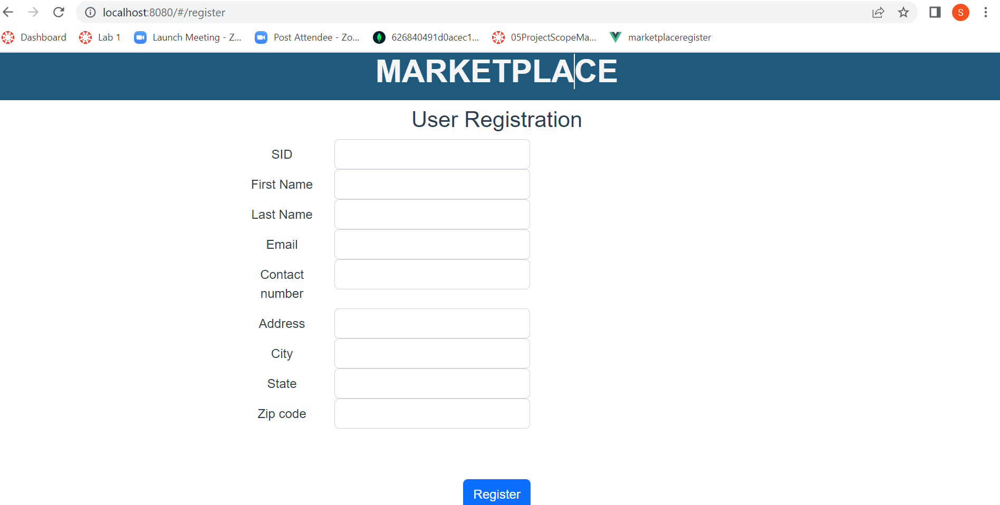 localhost:8080/#/register
S
Dashboard Lab 1 Launch Meeting - Z... Post Attendee - Zo... 626840491d0acec1... 05ProjectScopeMa... marketplaceregister
MARKETPLACE
User Registration
SID
First Name
Last Name
Email
Contact
number
Address
City
State
Zip code
Register